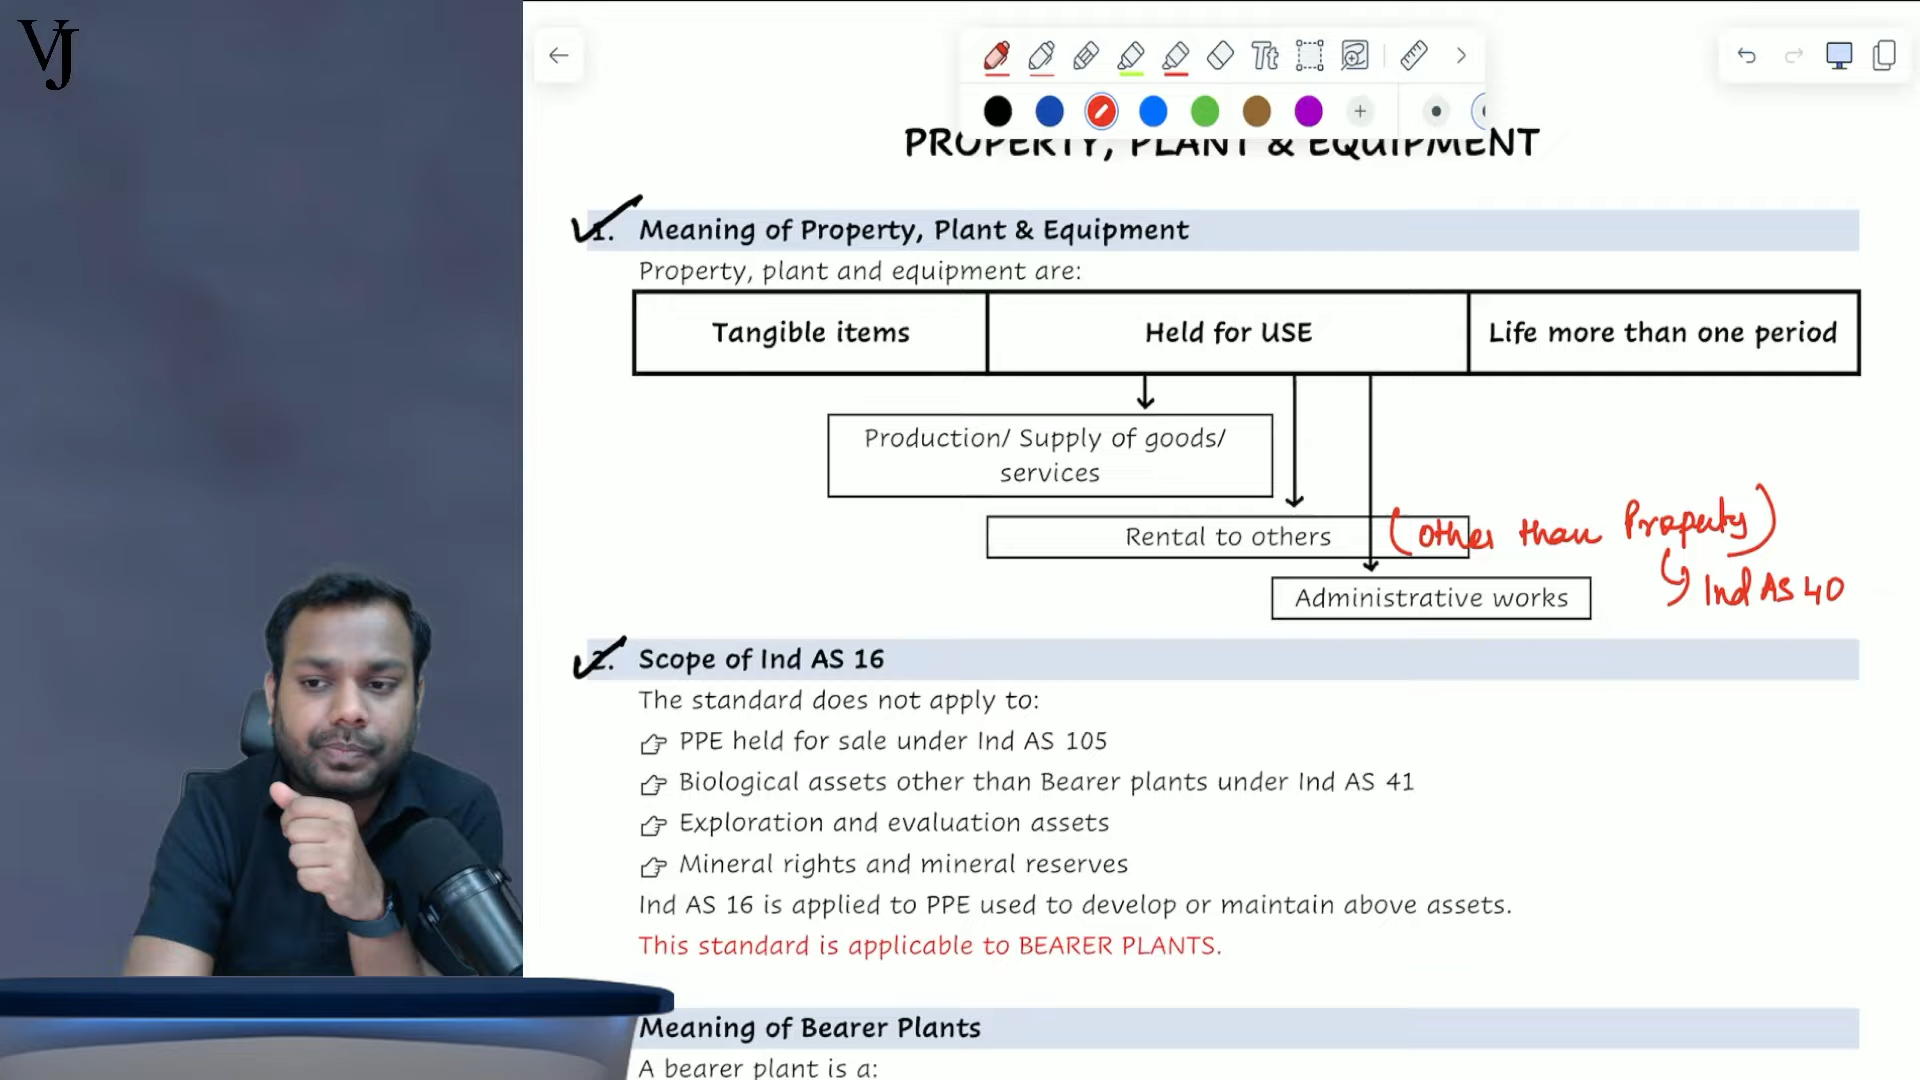 VJ
Tt
PROPERTY, PLANT & EQUIPMENT
1. Meaning of Property, Plant & Equipment
Property, plant and equipment are:
Tangible items
Held for USE
Life more than one period
Production/ Supply of goods/
services
Rental to others
(other than Property)
Ind AS 40
Administrative works
2. Scope of Ind AS 16
The standard does not apply to:
PPE held for sale under Ind AS 105
Biological assets other than Bearer plants under Ind AS 41
Exploration and evaluation assets
Mineral rights and mineral reserves
Ind AS 16 is applied to PPE used to develop or maintain above assets.
This standard is applicable to BEARER PLANTS.
Meaning of Bearer Plants
A bearer plant is a: